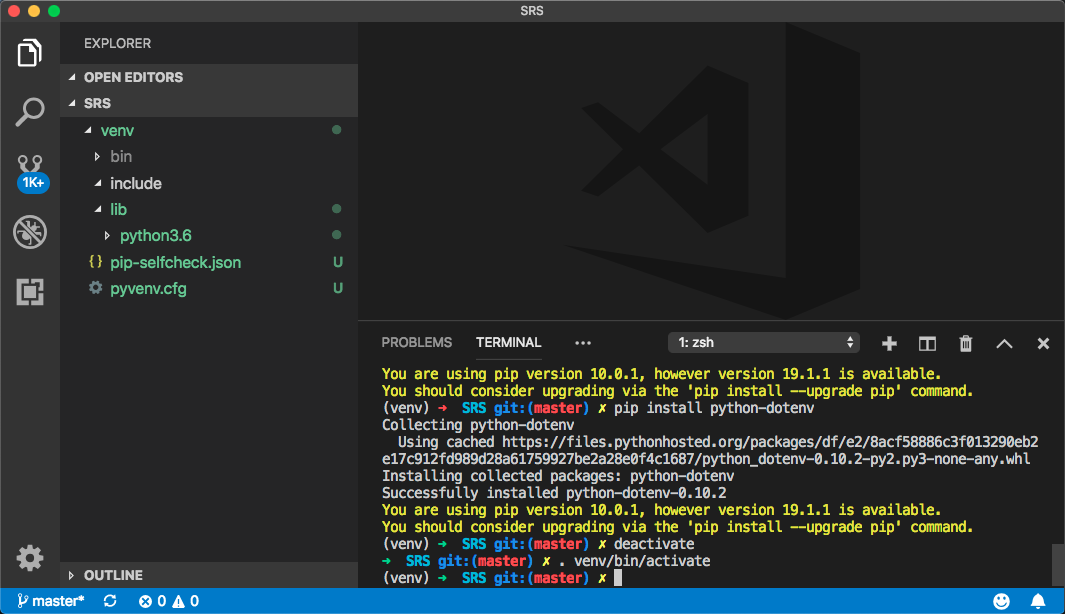 SRS
EXPLORER
OPEN EDITORS
SRS
venv
bin
include
lib
python3.6
{} pip-selfcheck.json U
pyvenv.cfg U
OUTLINE
1K+
PROBLEMS TERMINAL ••• 1: zsh
You are using pip version 10.0.1, however version 19.1.1 is available.
You should consider upgrading via the 'pip install --upgrade pip' command.
(venv) ➜ SRS git:(master) ✗ pip install python-dotenv
Collecting python-dotenv
Using cached https://files.pythonhosted.org/packages/df/e2/8acf58886c3f013290eb2
e17c912fd989d28a61759927be2a28e0f4c1687/python_dotenv-0.10.2-py2.py3-none-any.whl
Installing collected packages: python-dotenv
Successfully installed python-dotenv-0.10.2
You are using pip version 10.0.1, however version 19.1.1 is available.
You should consider upgrading via the 'pip install --upgrade pip' command.
(venv) ➜ SRS git:(master) ✗ deactivate
➜ SRS git:(master) ✗ . venv/bin/activate
(venv) ➜ SRS git:(master) ✗
master* 0 0